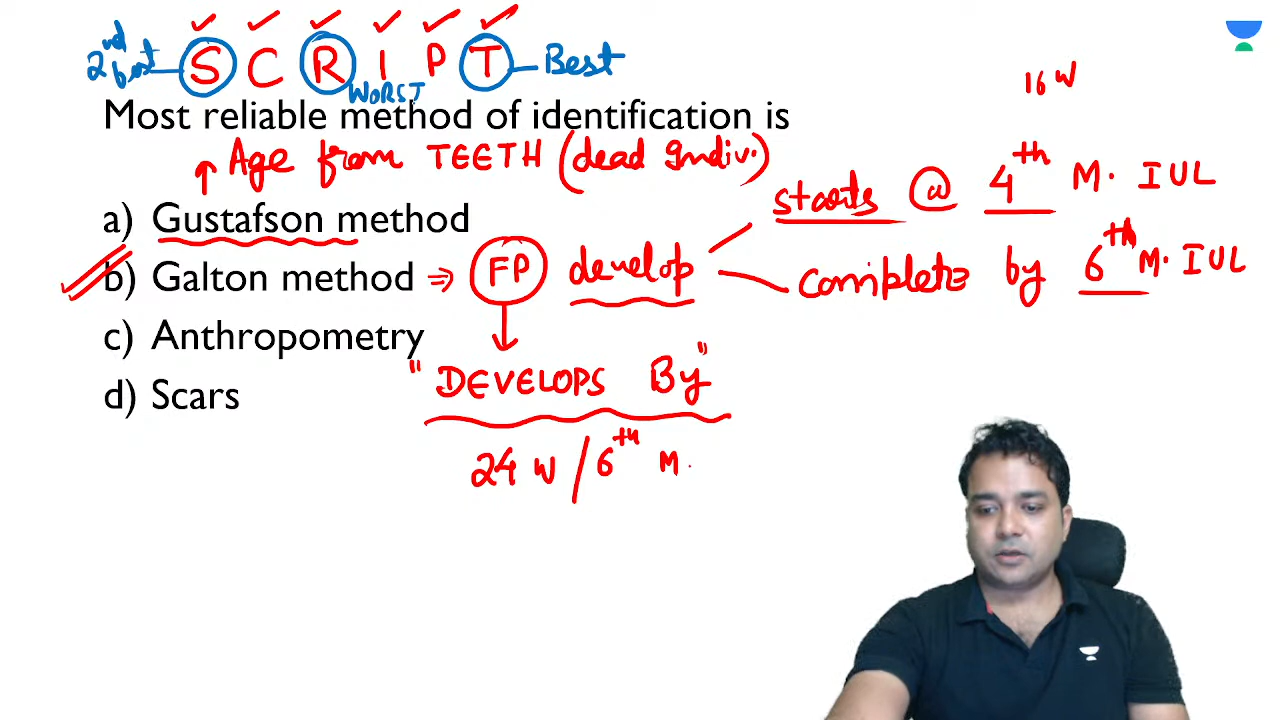 2nd best S C R I P T Best
WORST
16 W
Most reliable method of identification is
Age from TEETH (dead Indiv.)
starts @ 4th M. IUL
a) Gustafson method
b) Galton method ⇒ FP develop
complete by 6th M. IUL
c) Anthropometry
"DEVELOPS By"
d) Scars
24 W / 6th M.